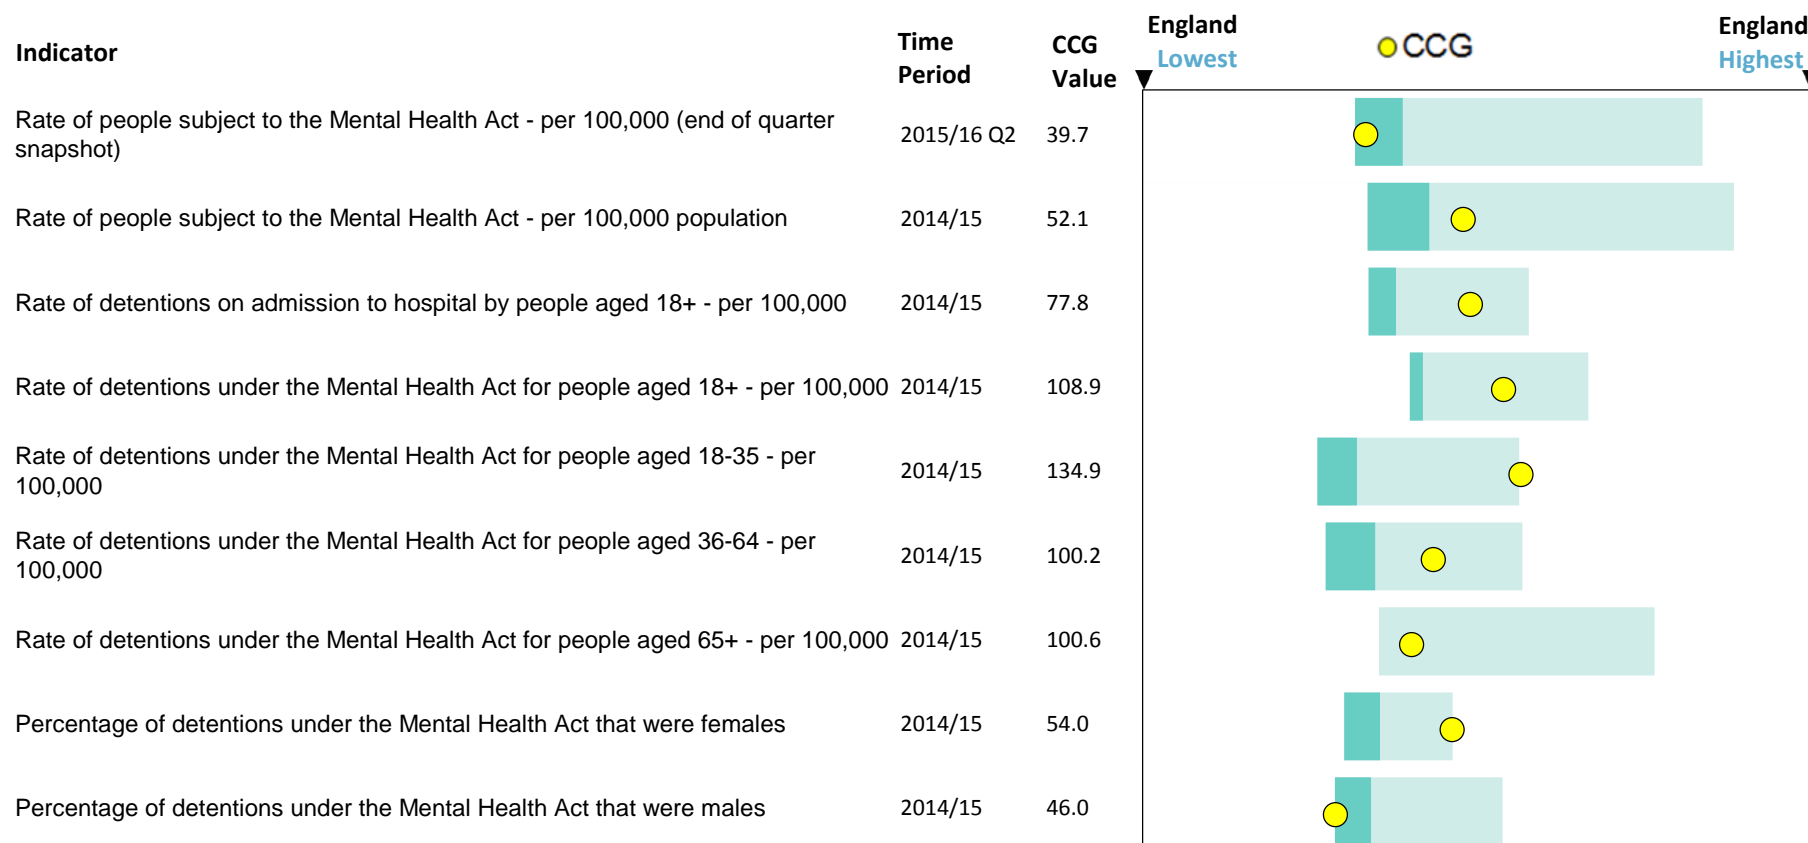 Indicator
Time
Period
CCG
Value
England
Lowest
CCG
England
Highest
Rate of people subject to the Mental Health Act - per 100,000 (end of quarter
snapshot)
2015/16 Q2
39.7
Rate of people subject to the Mental Health Act - per 100,000 population
2014/15
52.1
Rate of detentions on admission to hospital by people aged 18+ - per 100,000
2014/15
77.8
Rate of detentions under the Mental Health Act for people aged 18+ - per 100,000
2014/15
108.9
Rate of detentions under the Mental Health Act for people aged 18-35 - per
100,000
2014/15
134.9
Rate of detentions under the Mental Health Act for people aged 36-64 - per
100,000
2014/15
100.2
Rate of detentions under the Mental Health Act for people aged 65+ - per 100,000
2014/15
100.6
Percentage of detentions under the Mental Health Act that were females
2014/15
54.0
Percentage of detentions under the Mental Health Act that were males
2014/15
46.0